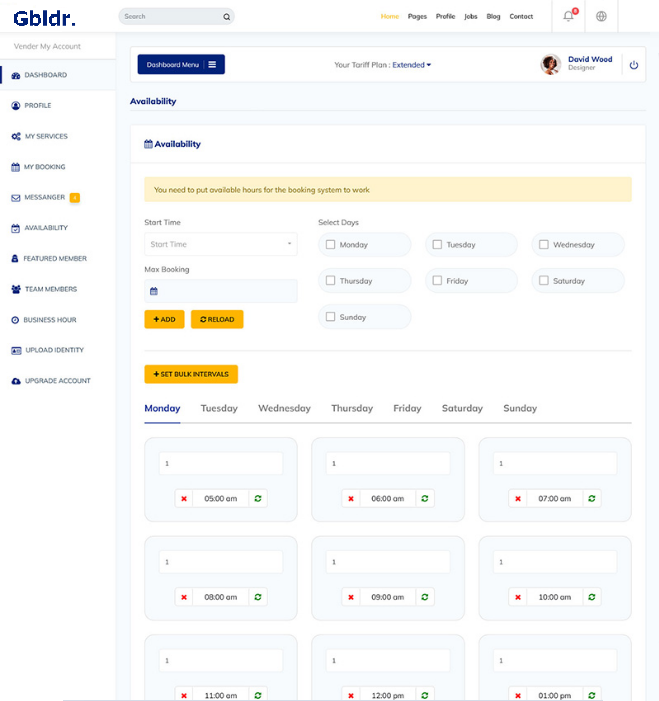 Gbldr.
Search
Home Pages Profile Jobs Blog Contact
Vender My Account
DASHBOARD
PROFILE
MY SERVICES
MY BOOKING
MESSANGER
AVAILABILITY
FEATURED MEMBER
TEAM MEMBERS
BUSINESS HOUR
UPLOAD IDENTITY
UPGRADE ACCOUNT
Dashboard Menu
Your Tariff Plan : Extended
David Wood
Designer
Availability
Availability
You need to put available hours for the booking system to work
Start Time
Start Time
Max Booking
+ ADD
RELOAD
Select Days
Monday Tuesday Wednesday
Thursday Friday Saturday
Sunday
+ SET BULK INTERVALS
Monday Tuesday Wednesday Thursday Friday Saturday Sunday
1 1 1
05:00 am 06:00 am 07:00 am
1 1 1
08:00 am 09:00 am 10:00 am
1 1 1
11:00 am 12:00 pm 01:00 pm